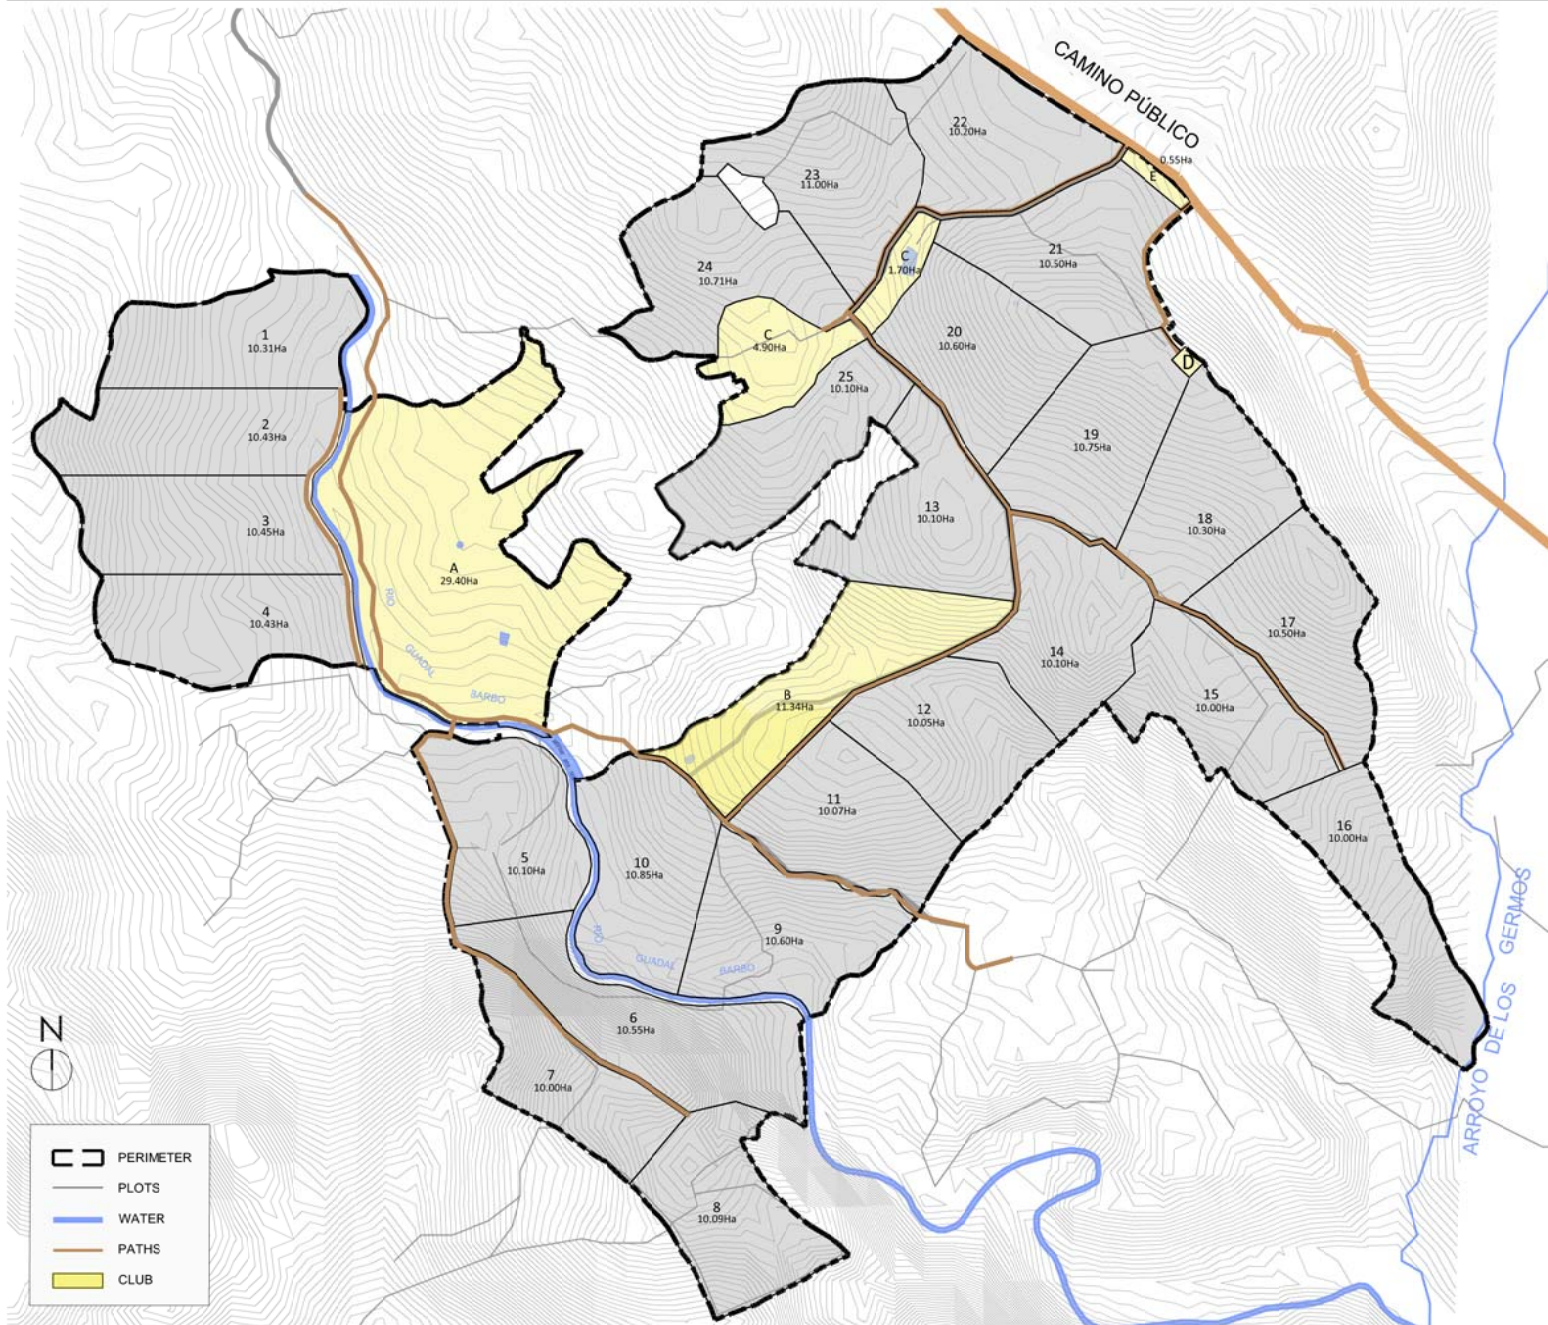 CAMINO PÚBLICO
22
10.20Ha
0.55Ha
E
23
11.00Ha
21
10.50Ha
C
1.70Ha
24
10.71Ha
C
4.90Ha
20
10.60Ha
D
1
10.31Ha
25
10.10Ha
2
10.43Ha
19
10.75Ha
3
10.45Ha
13
10.10Ha
18
10.30Ha
A
29.40Ha
RIO
GUADAL
BARBO
4
10.43Ha
17
10.50Ha
14
10.10Ha
B
11.34Ha
15
10.00Ha
12
10.05Ha
11
10.07Ha
16
10.00Ha
5
10.10Ha
10
10.85Ha
9
10.60Ha
RIO
GUADAL
BARBO
ARROYO DE LOS GERMOS
N
6
10.55Ha
7
10.00Ha
8
10.09Ha
PERIMETER
PLOTS
WATER
PATHS
CLUB